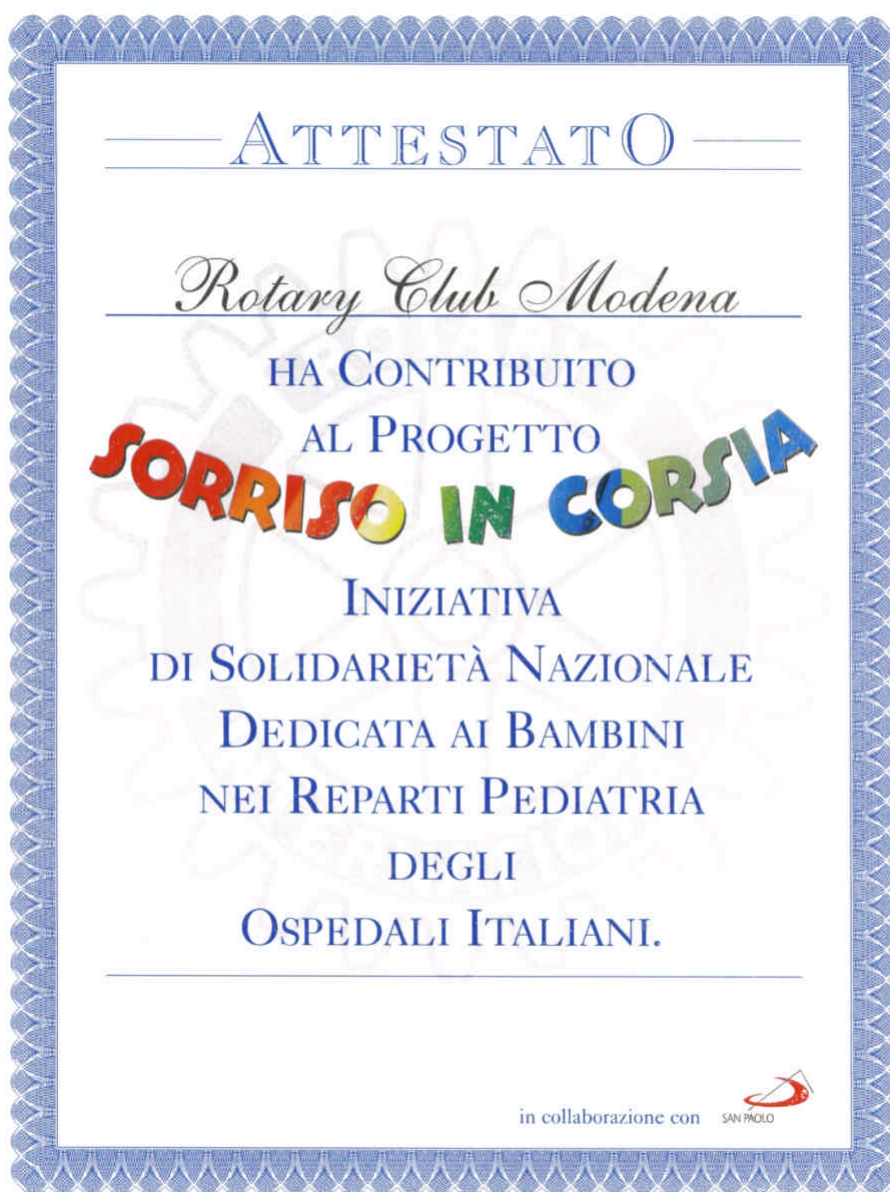 ATTESTATO
Rotary Club Modena
HA CONTRIBUITO
AL PROGETTO
SORRISO IN CORSIA
INIZIATIVA
DI SOLIDARIETÀ NAZIONALE
DEDICATA AI BAMBINI
NEI REPARTI PEDIATRIA
DEGLI
OSPEDALI ITALIANI.
in collaborazione con SAN PAOLO